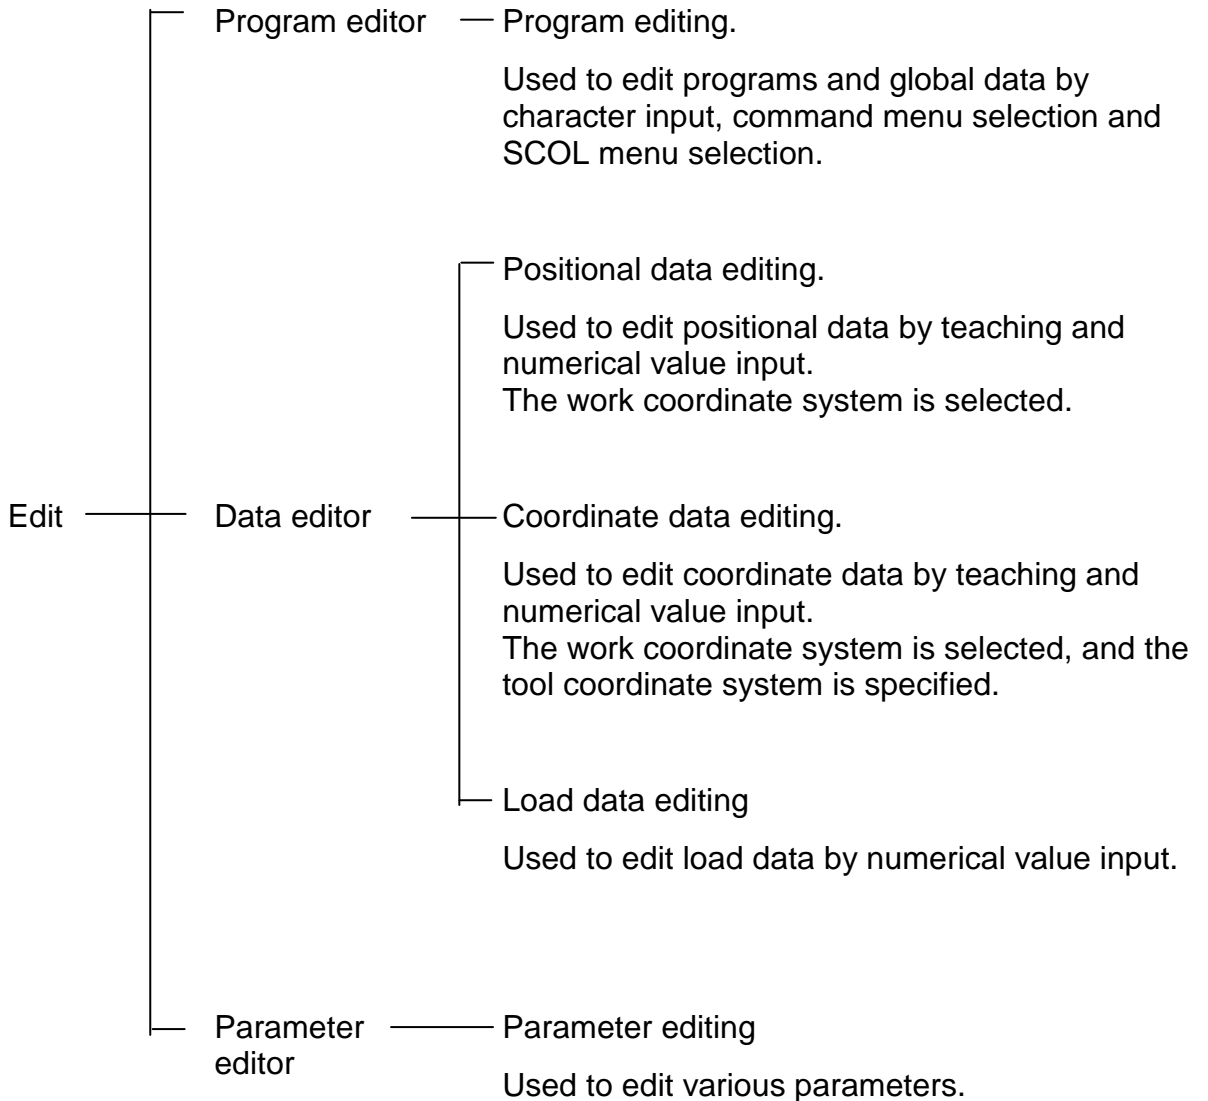 Program editor
Program editing.
Used to edit programs and global data by
character input, command menu selection and
SCOL menu selection.
Positional data editing.
Used to edit positional data by teaching and
numerical value input.
The work coordinate system is selected.
Edit
Data editor
Coordinate data editing.
Used to edit coordinate data by teaching and
numerical value input.
The work coordinate system is selected, and the
tool coordinate system is specified.
Load data editing
Used to edit load data by numerical value input.
Parameter
editor
Parameter editing
Used to edit various parameters.